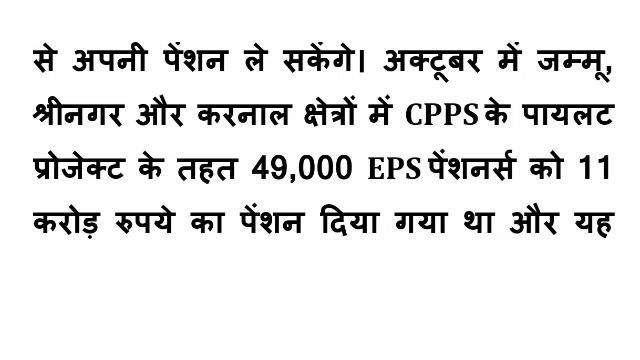 से अपनी पेंशन ले सकेंगे। अक्टूबर में जम्मू,
श्रीनगर और करनाल क्षेत्रों में CPPS के पायलट
प्रोजेक्ट के तहत 49,000 EPS पेंशनर्स को 11
करोड़ रुपये का पेंशन दिया गया था और यह